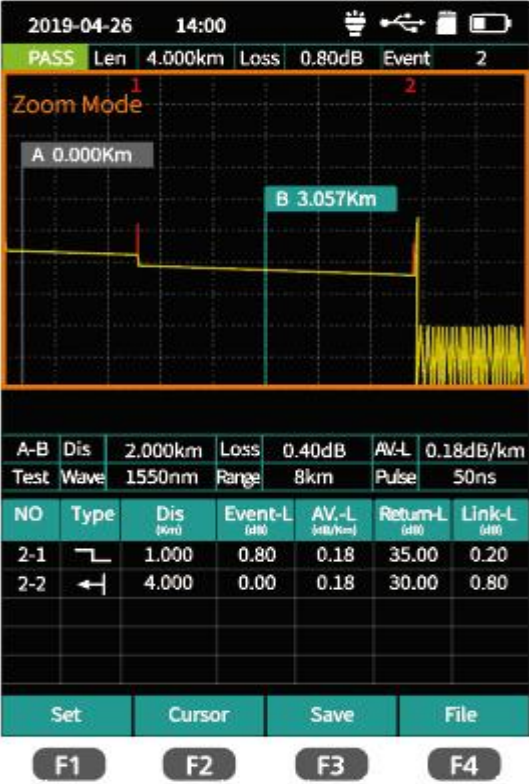 2019-04-26 14:00
PASS Len 4.000km Loss 0.80dB Event 2
1 2
Zoom Mode
A 0.000Km
B 3.057Km
A-B Dis 2.000km Loss 0.40dB AV-L 0.18dB/km
Test Wave 1550nm Range 8km Pulse 50ns
NO Type Dis Event-L AV.-L Return-L Link-L
(Km) (dB) (dB/Km) (dB) (dB)
2-1 1.000 0.80 0.18 35.00 0.20
2-2 4.000 0.00 0.18 30.00 0.80
Set Cursor Save File
F1 F2 F3 F4